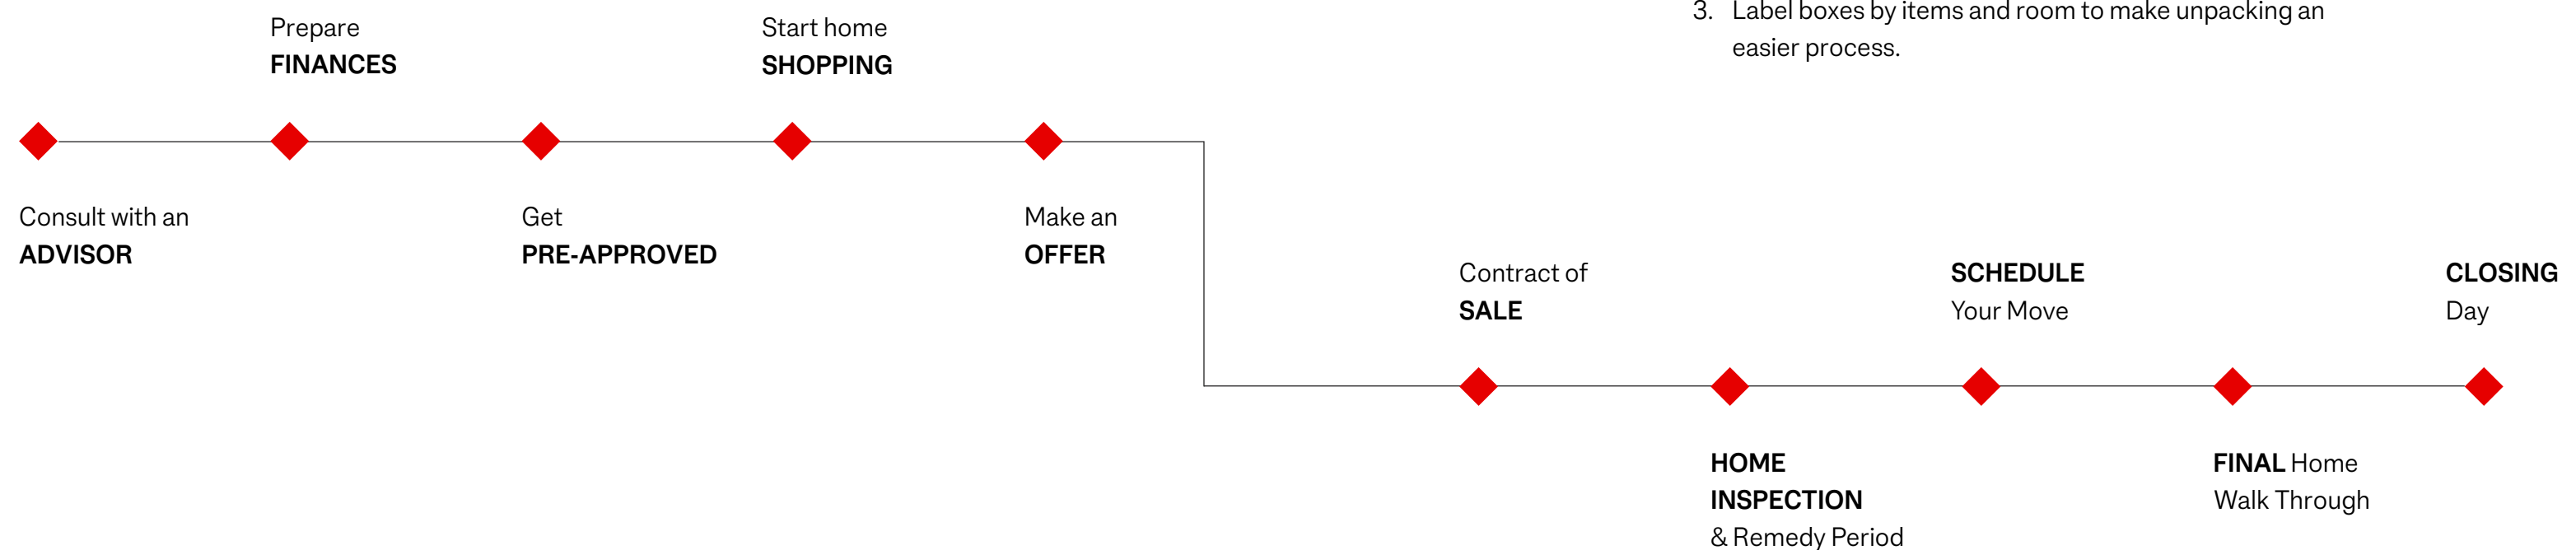 3. Label boxes by items and room to make unpacking an
easier process.
Consult with an
ADVISOR
Prepare
FINANCES
Get
PRE-APPROVED
Start home
SHOPPING
Make an
OFFER
Contract of
SALE
HOME
INSPECTION
& Remedy Period
SCHEDULE
Your Move
FINAL Home
Walk Through
CLOSING
Day